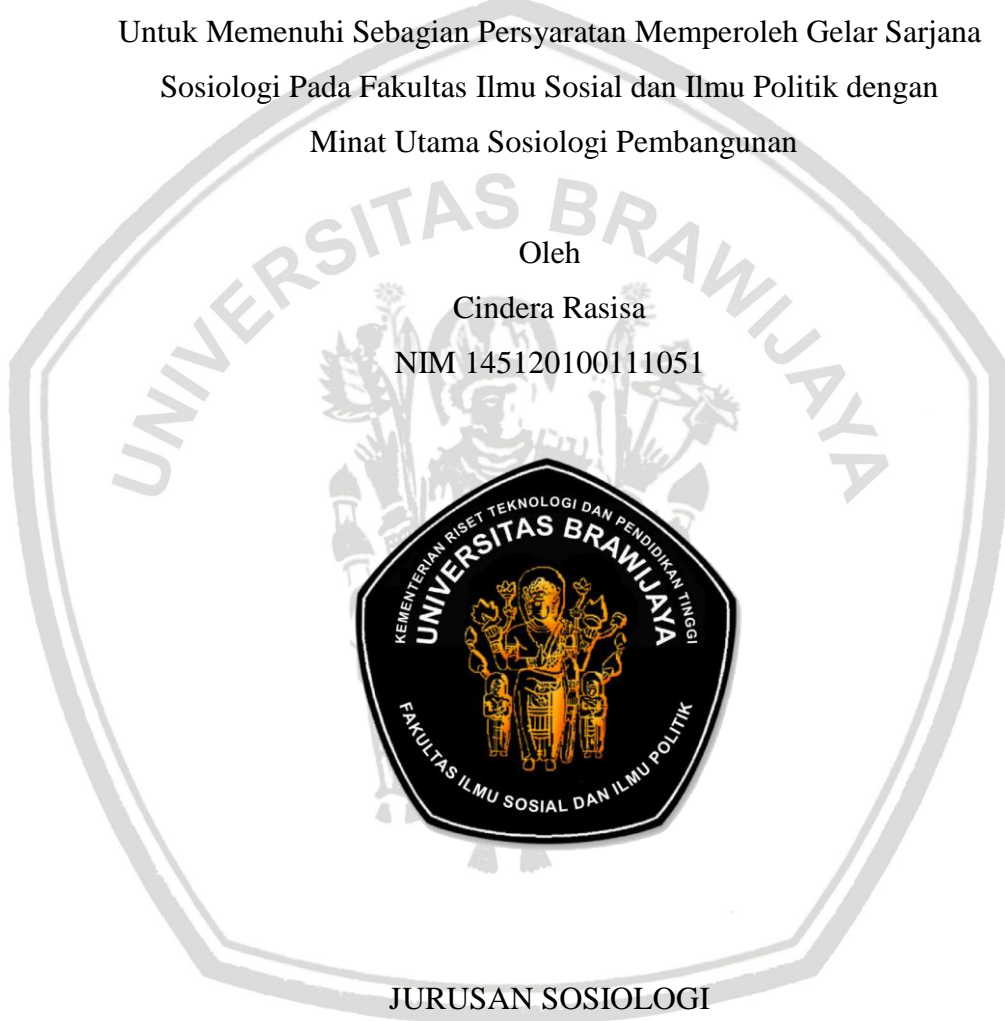 Untuk Memenuhi Sebagian Persyaratan Memperoleh Gelar Sarjana
Sosiologi Pada Fakultas Ilmu Sosial dan Ilmu Politik dengan
Minat Utama Sosiologi Pembangunan
UNIVERSITAS BRAWIJAYA
Oleh
Cindera Rasisa
NIM 145120100111051
KEMENTERIAN RISET TEKNOLOGI DAN PENDIDIKAN TINGGI
UNIVERSITAS BRAWIJAYA
FAKULTAS ILMU SOSIAL DAN ILMU POLITIK
JURUSAN SOSIOLOGI